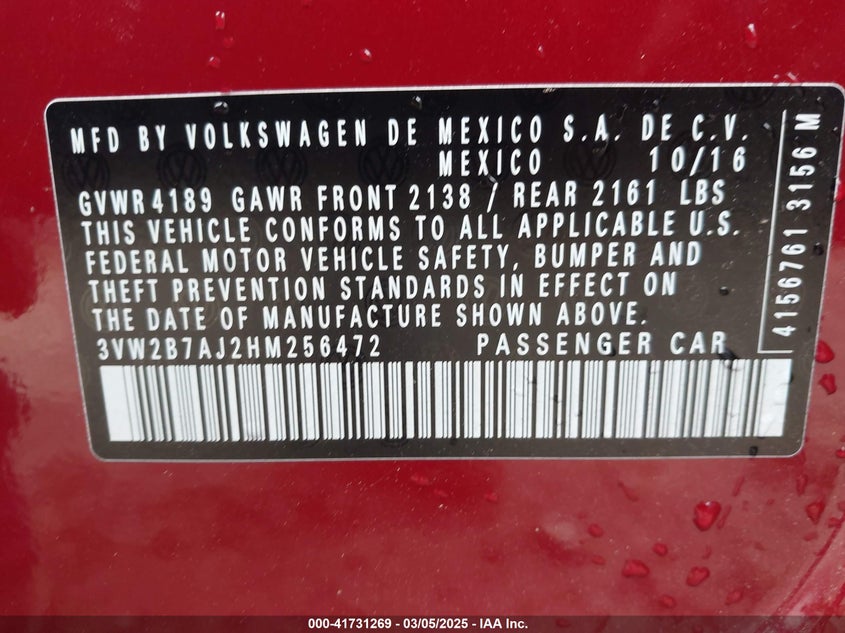 MFD BY VOLKSWAGEN DE MEXICO S.A. DE C.V.
MEXICO 10/16
GVWR 4189 GAWR FRONT 2138 / REAR 2161 LBS
THIS VEHICLE CONFORMS TO ALL APPLICABLE U.S.
FEDERAL MOTOR VEHICLE SAFETY, BUMPER AND
THEFT PREVENTION STANDARDS IN EFFECT ON
THE DATE OF MANUFACTURE SHOWN ABOVE.
3VW2B7AJ2HM256472 PASSENGER CAR
4156761 3156 M
000-41731269 - 03/05/2025 - IAA Inc.